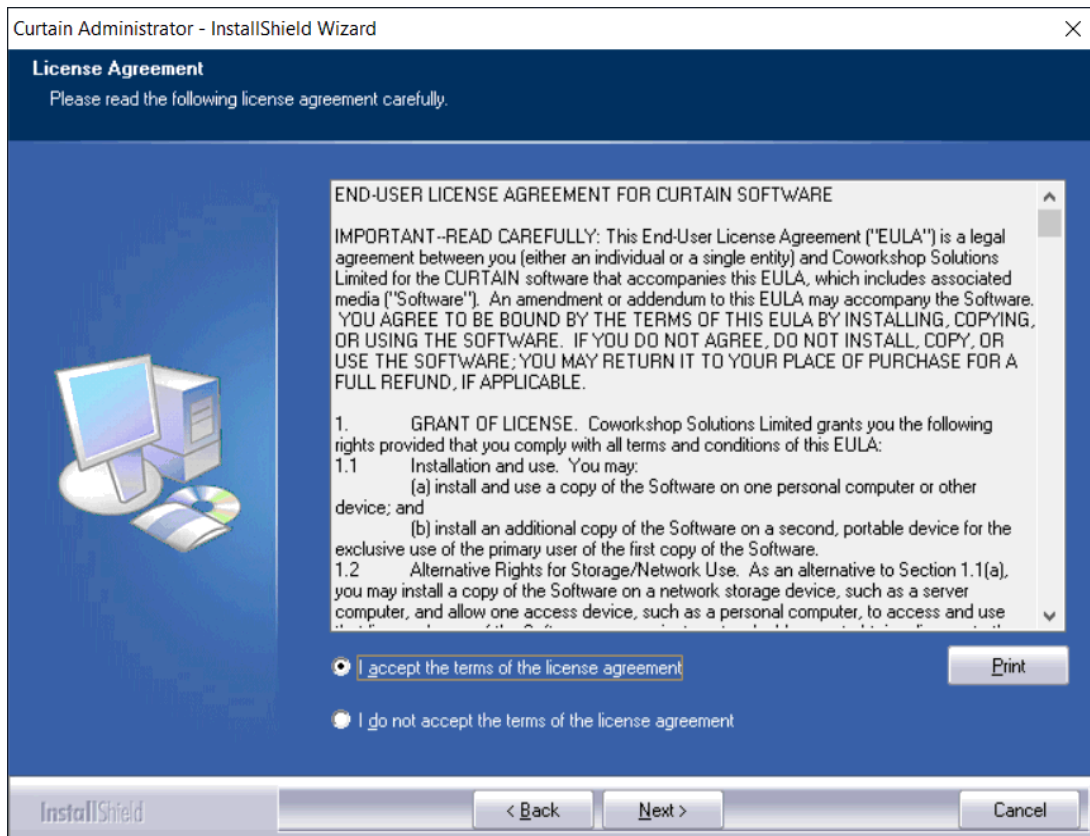 Curtain Administrator - InstallShield Wizard
License Agreement
Please read the following license agreement carefully.
END-USER LICENSE AGREEMENT FOR CURTAIN SOFTWARE
IMPORTANT--READ CAREFULLY: This End-User License Agreement ("EULA") is a legal
agreement between you (either an individual or a single entity) and Coworkshop Solutions
Limited for the CURTAIN software that accompanies this EULA, which includes associated
media ("Software"). An amendment or addendum to this EULA may accompany the Software.
YOU AGREE TO BE BOUND BY THE TERMS OF THIS EULA BY INSTALLING, COPYING,
OR USING THE SOFTWARE. IF YOU DO NOT AGREE, DO NOT INSTALL, COPY, OR
USE THE SOFTWARE; YOU MAY RETURN IT TO YOUR PLACE OF PURCHASE FOR A
FULL REFUND, IF APPLICABLE.
1. GRANT OF LICENSE. Coworkshop Solutions Limited grants you the following
rights provided that you comply with all terms and conditions of this EULA:
1.1 Installation and use. You may:
(a) install and use a copy of the Software on one personal computer or other
device; and
(b) install an additional copy of the Software on a second, portable device for the
exclusive use of the primary user of the first copy of the Software.
1.2 Alternative Rights for Storage/Network Use. As an alternative to Section 1.1(a),
you may install a copy of the Software on a network storage device, such as a server
computer, and allow one access device, such as a personal computer, to access and use
I accept the terms of the license agreement
Print
I do not accept the terms of the license agreement
InstallShield
< Back
Next >
Cancel